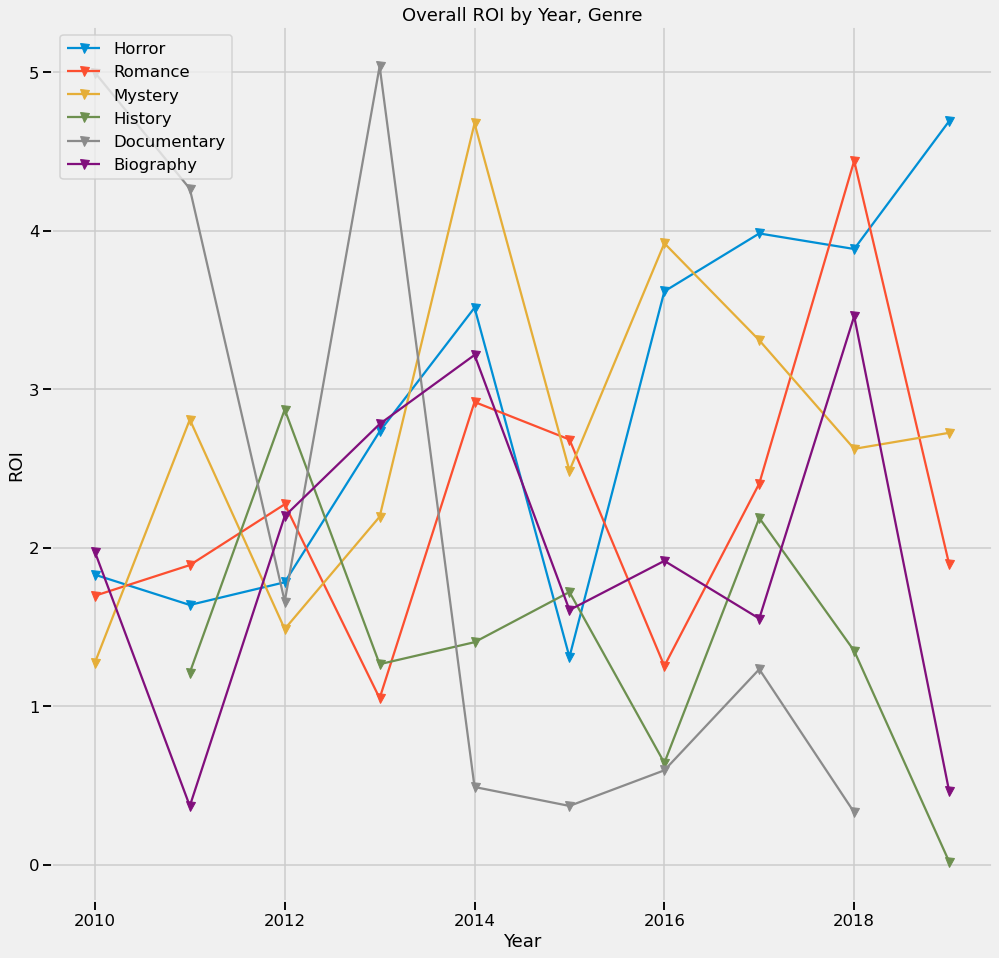 Overall ROI by Year, Genre
Horror
Romance
Mystery
History
Documentary
Biography
5
4
3
2
1
0
ROI
2010 2012 2014 2016 2018
Year